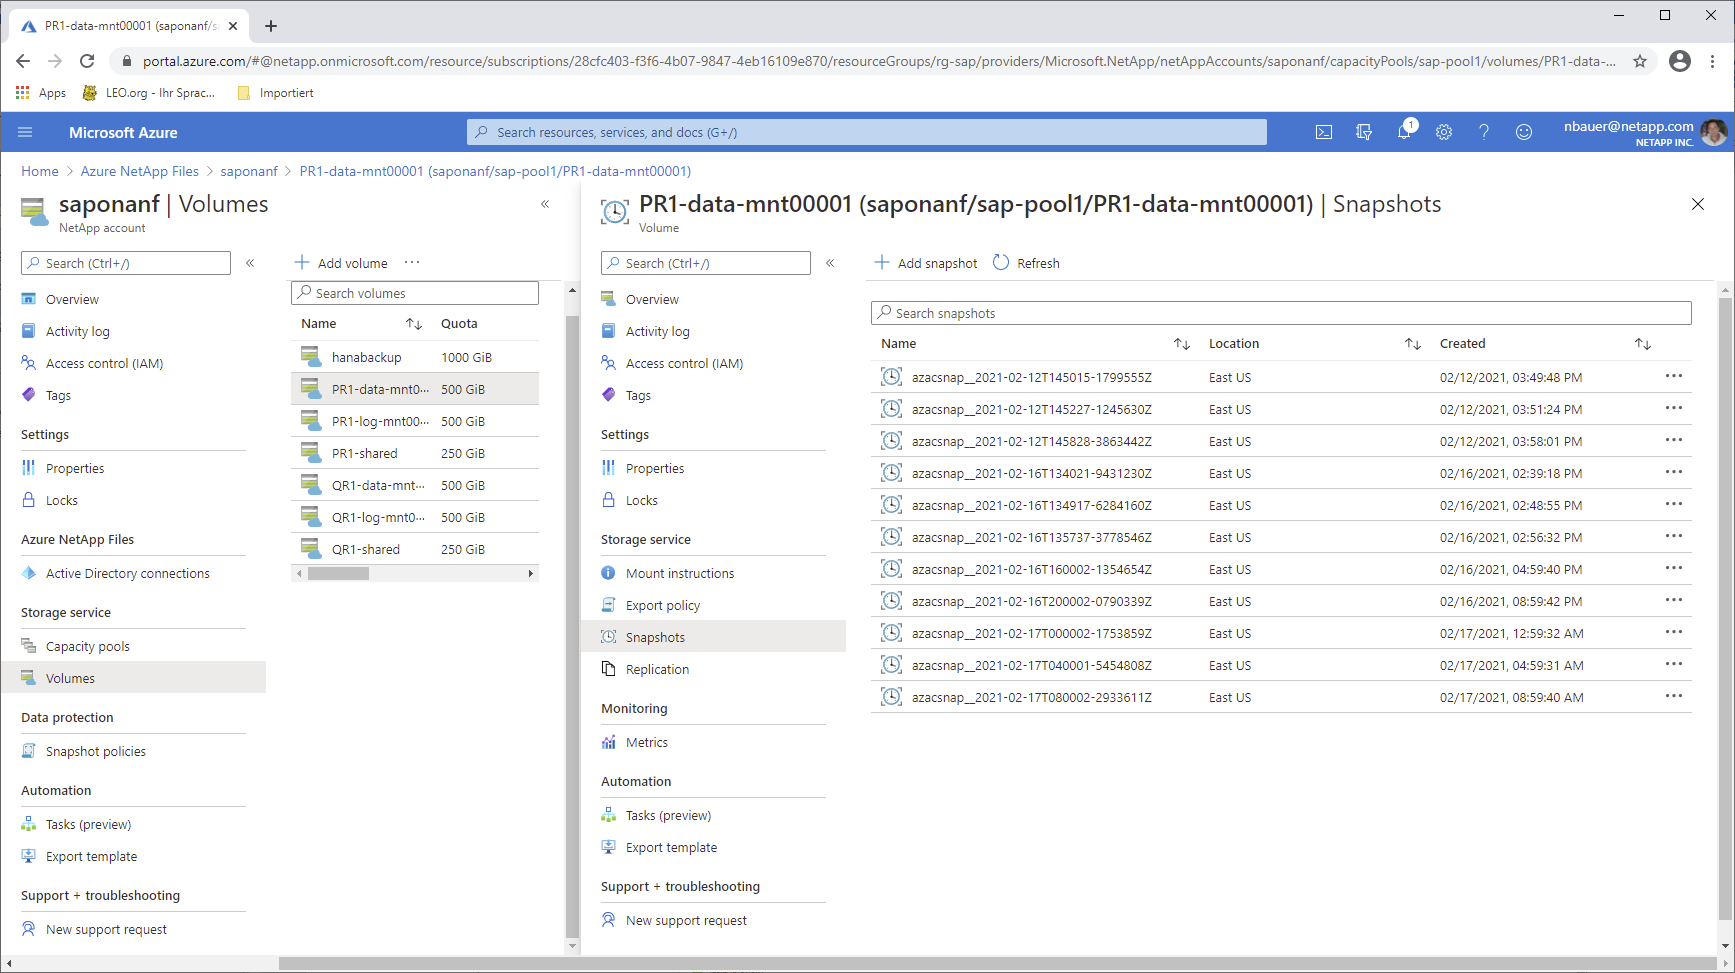 PR1-data-mnt00001 (saponanf/sa
portal.azure.com/#@netapp.onmicrosoft.com/resource/subscriptions/28cfc403-f3f6-4b07-9847-4eb16109e870/resourceGroups/rg-sap/providers/Microsoft.NetApp/netAppAccounts/saponanf/capacityPools/sap-pool1/volumes/PR1-data-...
Apps LEO.org - Ihr Sprac... Importiert
Microsoft Azure
Search resources, services, and docs (G+/)
1
nbauer@netapp.com
NETAPP INC.
Home > Azure NetApp Files > saponanf > PR1-data-mnt00001 (saponanf/sap-pool1/PR1-data-mnt00001)
saponanf | Volumes
NetApp account
Search (Ctrl+/)
Overview
Activity log
Access control (IAM)
Tags
Settings
Properties
Locks
Azure NetApp Files
Active Directory connections
Storage service
Capacity pools
Volumes
Data protection
Snapshot policies
Automation
Tasks (preview)
Export template
Support + troubleshooting
New support request
Add volume ...
Search volumes
Name Quota
hanabackup 1000 GiB
PR1-data-mnt0... 500 GiB
PR1-log-mnt00... 500 GiB
PR1-shared 250 GiB
QR1-data-mnt... 500 GiB
QR1-log-mnt0... 500 GiB
QR1-shared 250 GiB
PR1-data-mnt00001 (saponanf/sap-pool1/PR1-data-mnt00001) | Snapshots
Volume
Search (Ctrl+/)
Overview
Activity log
Access control (IAM)
Tags
Settings
Properties
Locks
Storage service
Mount instructions
Export policy
Snapshots
Replication
Monitoring
Metrics
Automation
Tasks (preview)
Export template
Support + troubleshooting
New support request
Add snapshot Refresh
Search snapshots
Name Location Created
azacsnap__2021-02-12T145015-1799555Z East US 02/12/2021, 03:49:48 PM ...
azacsnap__2021-02-12T145227-1245630Z East US 02/12/2021, 03:51:24 PM ...
azacsnap__2021-02-12T145828-3863442Z East US 02/12/2021, 03:58:01 PM ...
azacsnap__2021-02-16T134021-9431230Z East US 02/16/2021, 02:39:18 PM ...
azacsnap__2021-02-16T134917-6284160Z East US 02/16/2021, 02:48:55 PM ...
azacsnap__2021-02-16T135737-3778546Z East US 02/16/2021, 02:56:32 PM ...
azacsnap__2021-02-16T160002-1354654Z East US 02/16/2021, 04:59:40 PM ...
azacsnap__2021-02-16T200002-0790339Z East US 02/16/2021, 08:59:42 PM ...
azacsnap__2021-02-17T000002-1753859Z East US 02/17/2021, 12:59:32 AM ...
azacsnap__2021-02-17T040001-5454808Z East US 02/17/2021, 04:59:31 AM ...
azacsnap__2021-02-17T080002-2933611Z East US 02/17/2021, 08:59:40 AM ...